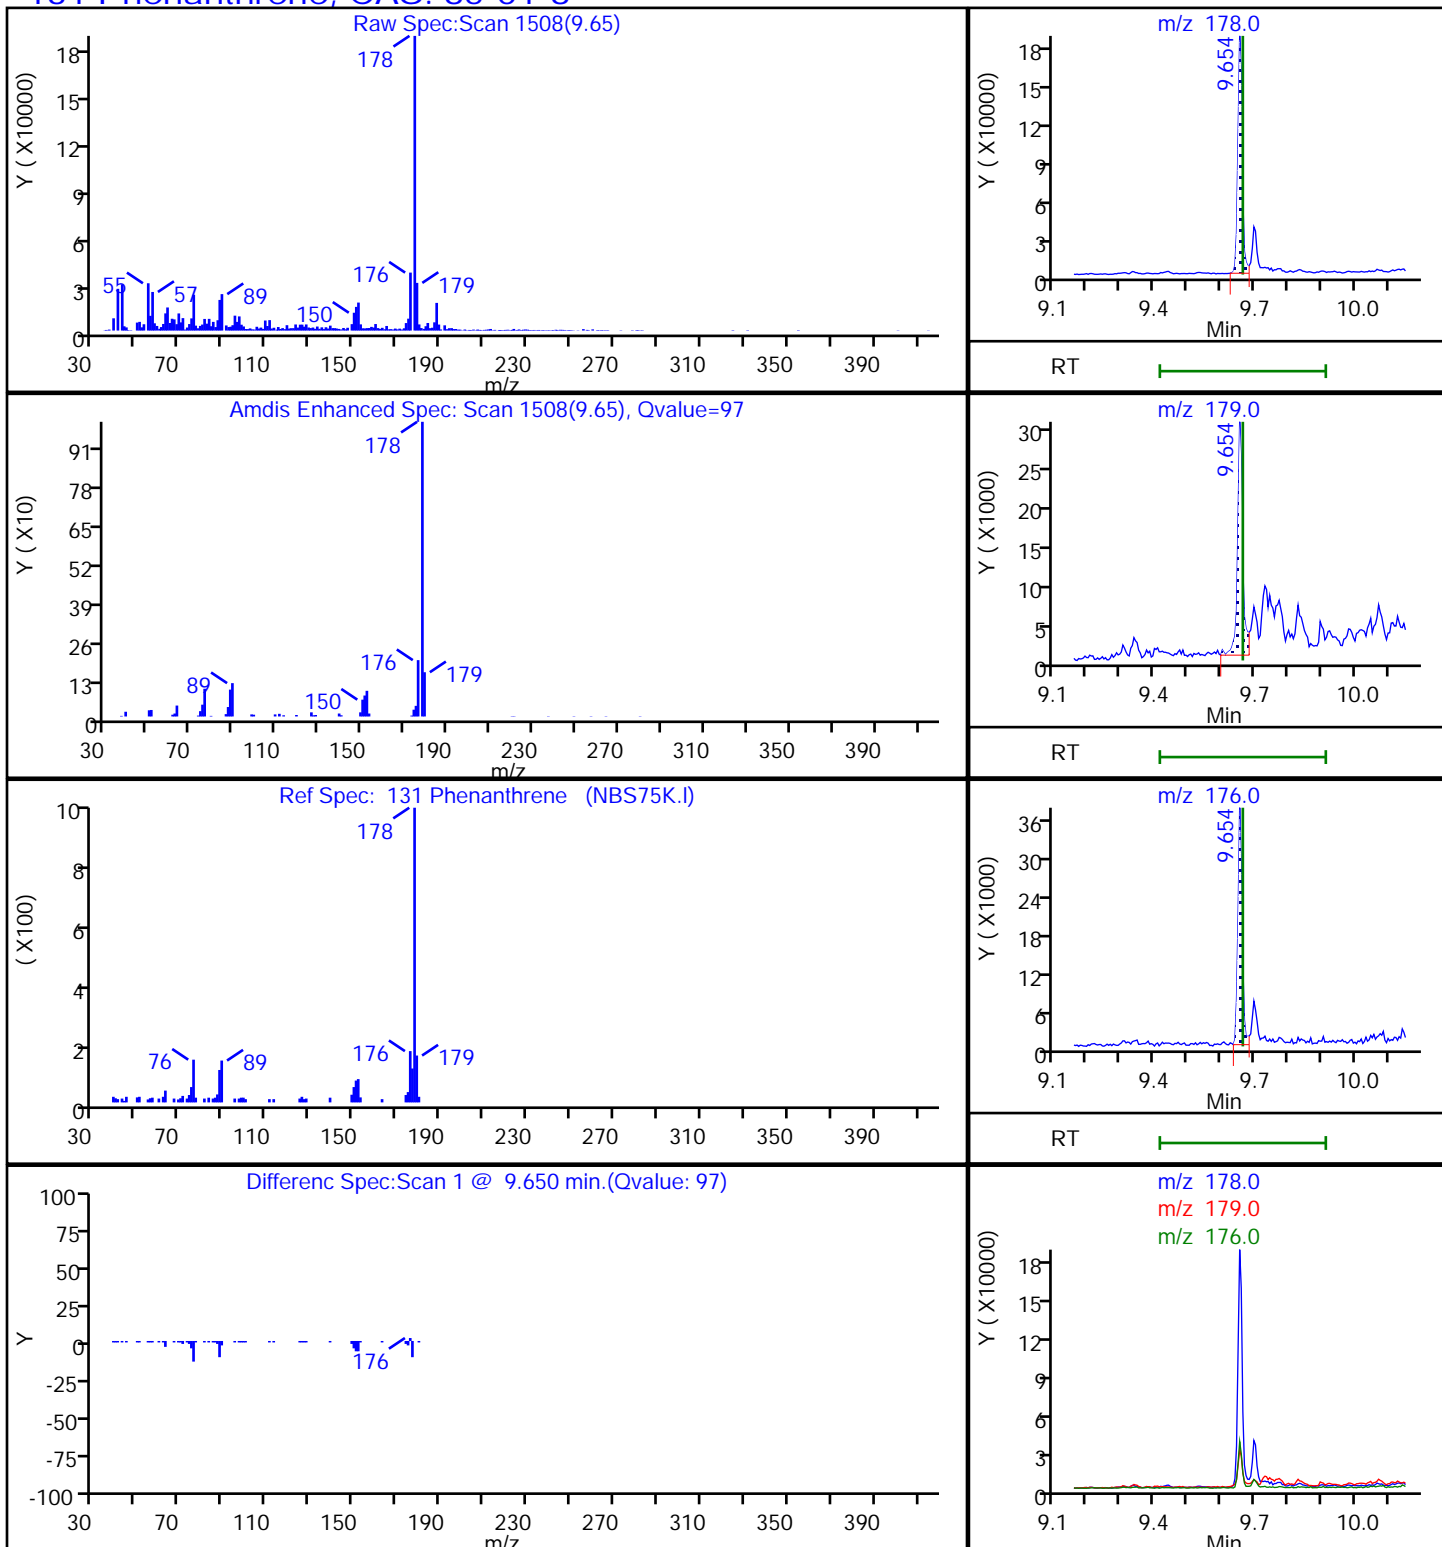 Raw Spec:Scan 1508(9.65)
Y ( X10000)
18
15
12
9
6
3
0
178
55
57
89
150
176
179
30 70 110 150 190 230 270 310 350 390
m/z
m/z 178.0
Y ( X10000)
18
15
12
9
6
3
0
9.654
9.1 9.4 9.7 10.0
Min
RT
Amdis Enhanced Spec: Scan 1508(9.65), Qvalue=97
Y ( X10)
91
78
65
52
39
26
13
0
178
89
150
176
179
30 70 110 150 190 230 270 310 350 390
m/z
m/z 179.0
Y ( X1000)
30
25
20
15
10
5
0
9.654
9.1 9.4 9.7 10.0
Min
RT
Ref Spec: 131 Phenanthrene (NBS75K.I)
( X100)
10
8
6
4
2
0
178
76
89
176
179
30 70 110 150 190 230 270 310 350 390
m/z 176.0
Y ( X1000)
36
30
24
18
12
6
0
9.654
9.1 9.4 9.7 10.0
Min
RT
Differenc Spec:Scan 1 @ 9.650 min.(Qvalue: 97)
Y
100
75
50
25
0
-25
-50
-75
-100
176
30 70 110 150 190 230 270 310 350 390
m/z
m/z 178.0
m/z 179.0
m/z 176.0
Y ( X10000)
18
15
12
9
6
3
0
9.1 9.4 9.7 10.0
Min